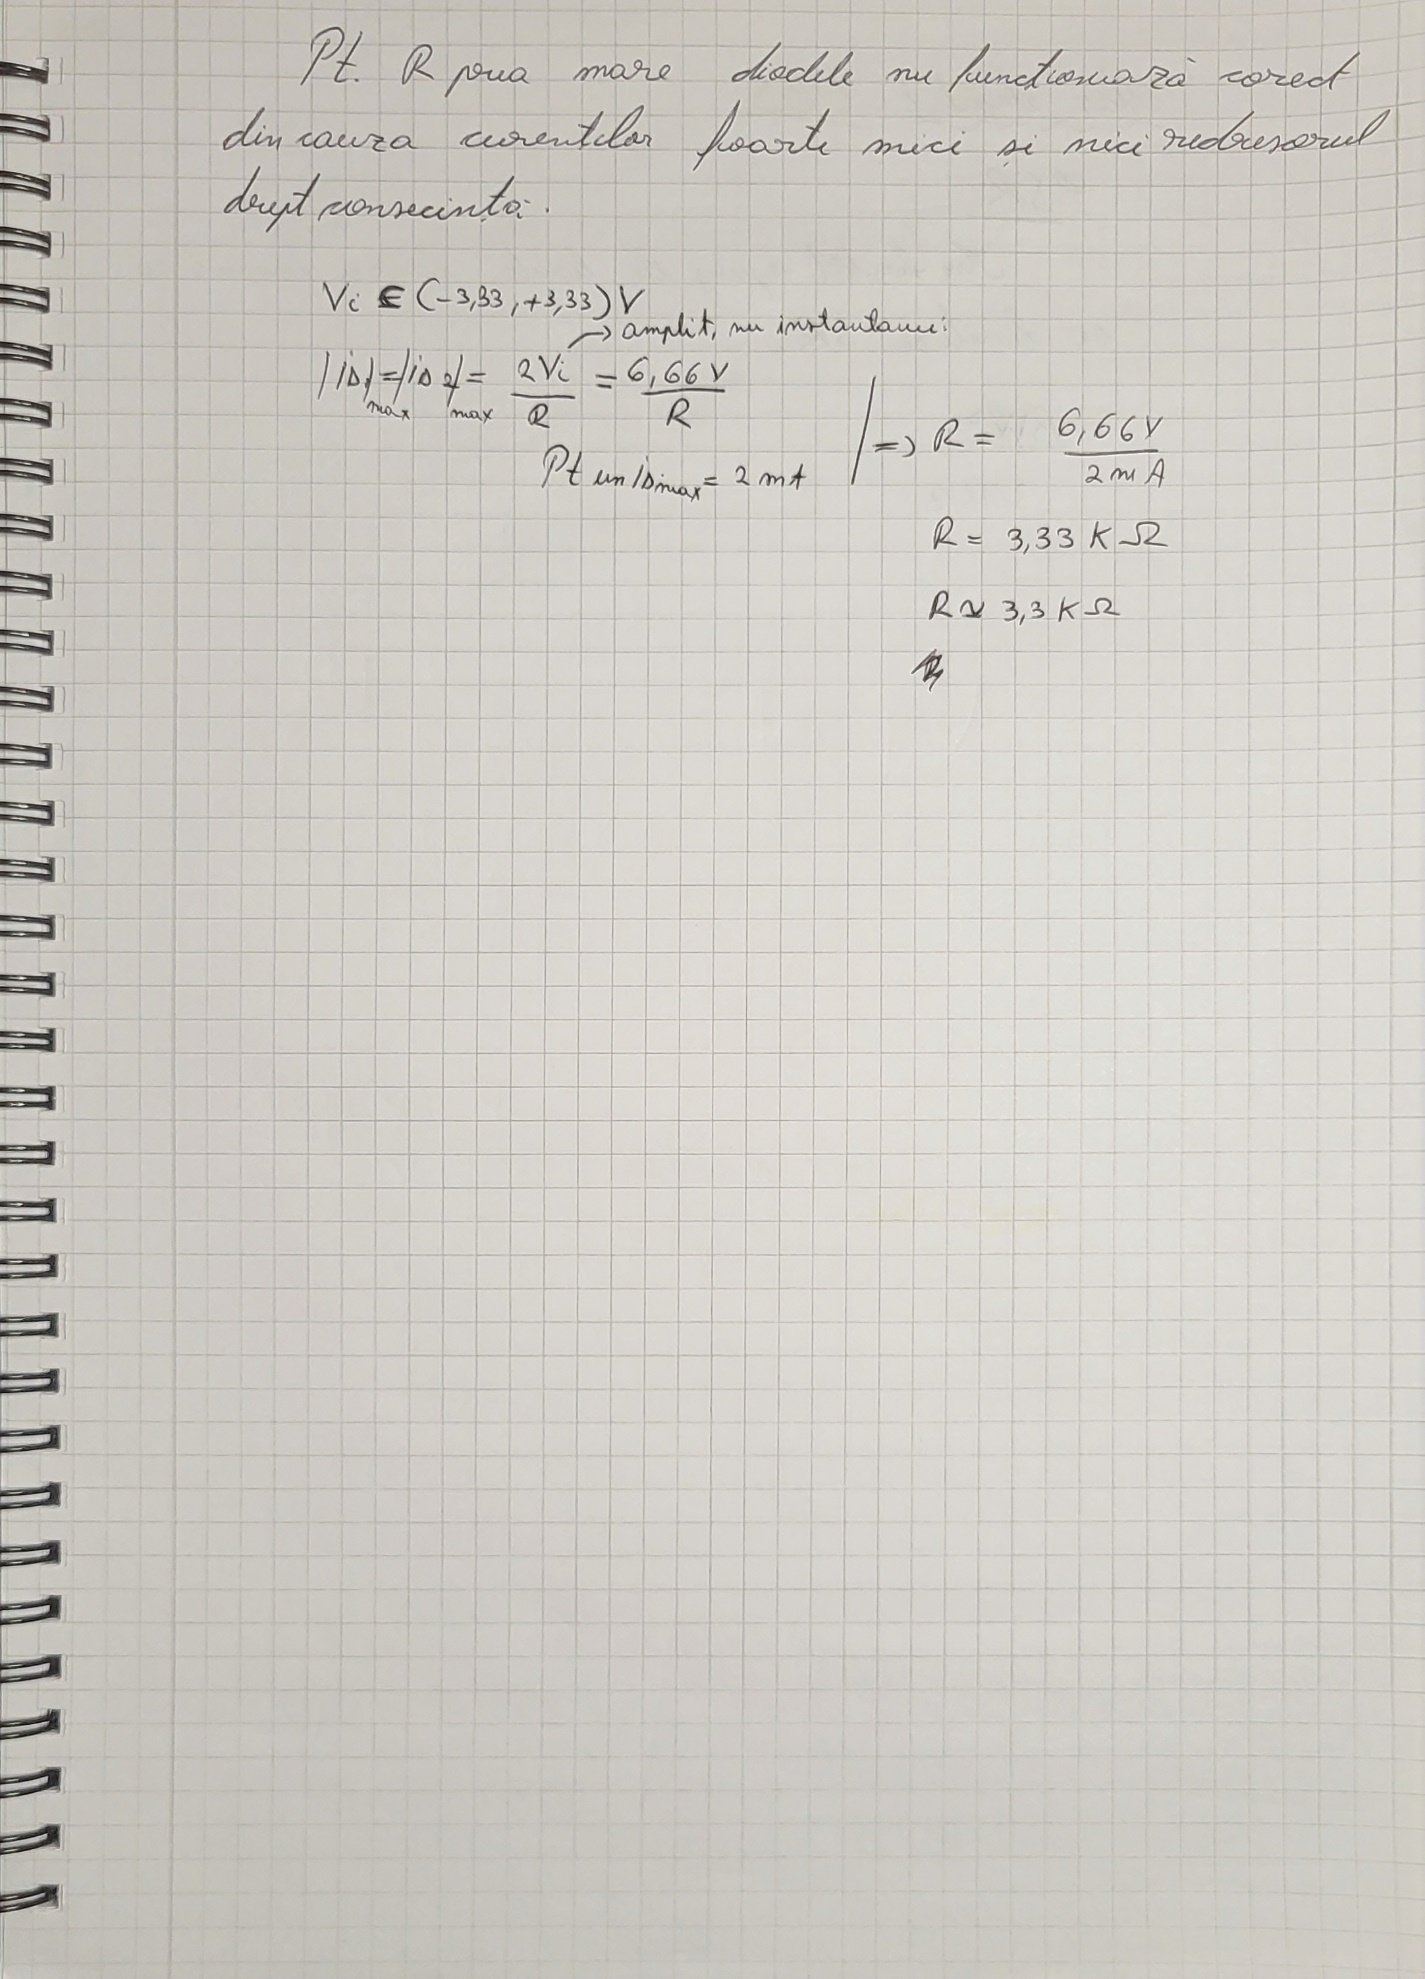 Pt. R prea mare diodele nu funcționează corect
din cauza curenților foarte mici și nici redresorul
drept consecință.
Vi ∈ (-3,33, +3,33) V
→ amplit, nu instantanee:
|iD1|max = |iD2|max = 2Vi/R = 6,66 V/R
Pt un iDmax = 2 mA
=> R = 6,66 V/2 mA
R = 3,33 KΩ
R ≃ 3,3 KΩ